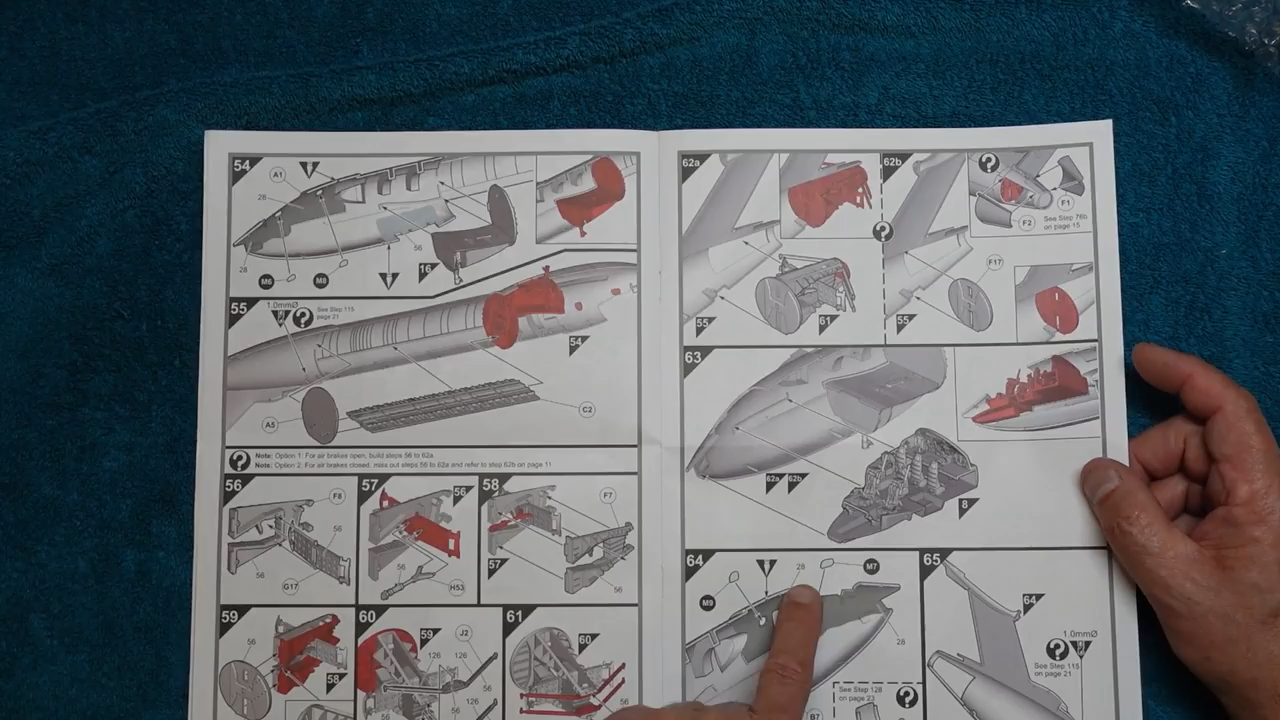 54
A1
28
28
M6
M8
56
16
55
1.0mmØ
See Step 115
page 21
54
A5
C2
Note: Option 1: For air brakes open, build steps 56 to 62a.
Note: Option 2: For air brakes closed, miss out steps 56 to 62a and refer to step 62b on page 11
56
F8
56
56
G17
57
56
56
H53
58
F7
57
56
59
56
58
60
59
J2
126
126
56
126
56
61
60
56
62a
55
61
62b
F1
F2
See Step 76b
on page 15
F17
55
63
62a
62b
8
64
M9
28
M7
28
See Step 128
on page 23
B7
65
64
1.0mmØ
See Step 115
on page 21